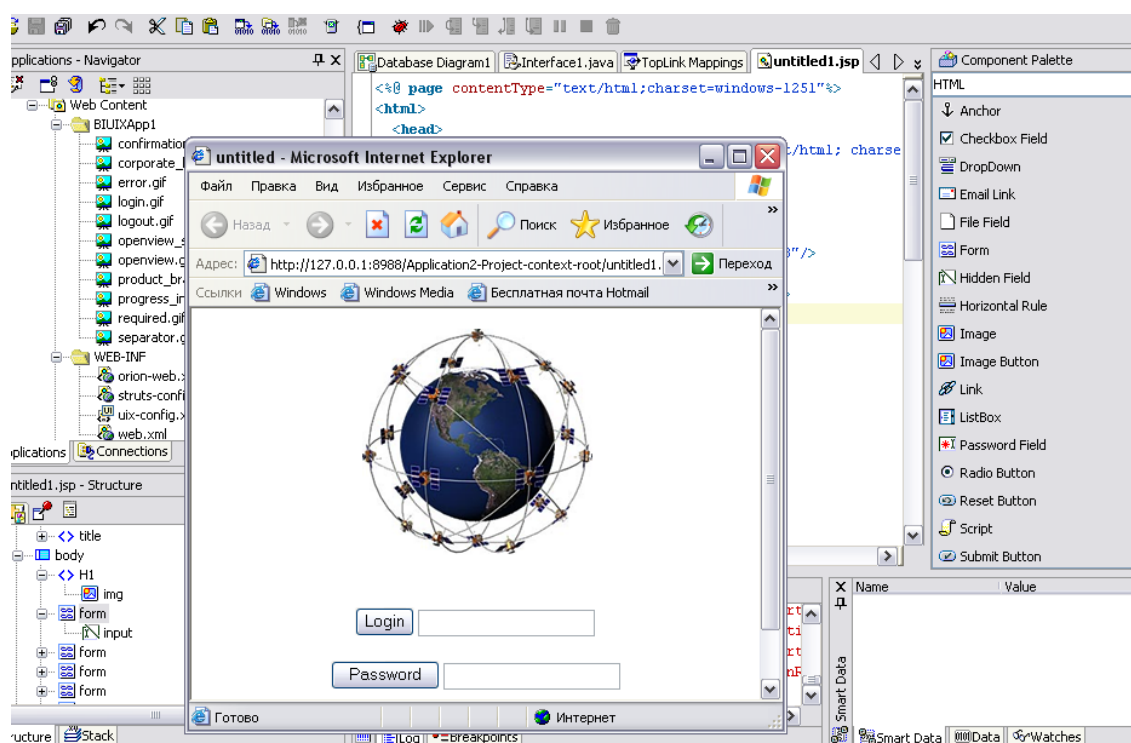 pplications - Navigator
Web Content
BIUIXApp1
confirmation
corporate_
error.gif
login.gif
logout.gif
openview_s
openview.g
product_br
progress_in
required.gif
separator.g
WEB-INF
orion-web.x
struts-confi
uix-config.x
web.xml
plications Connections
ntitled1.jsp - Structure
title
body
H1
img
form
input
form
form
form
ructure Stack
Database Diagram1 Interface1.java TopLink Mappings untitled1.jsp
<%@ page contentType="text/html;charset=windows-1251"%>
<html>
<head>
t/html; charse
"/>
untitled - Microsoft Internet Explorer
Файл Правка Вид Избранное Сервис Справка
Назад Поиск Избранное
Адрес: http://127.0.0.1:8988/Application2-Project-context-root/untitled1. Переход
Ссылки Windows Windows Media Бесплатная почта Hotmail
Login
Password
Готово Интернет
Log Breakpoints
Component Palette
HTML
Anchor
Checkbox Field
DropDown
Email Link
File Field
Form
Hidden Field
Horizontal Rule
Image
Image Button
Link
ListBox
Password Field
Radio Button
Reset Button
Script
Submit Button
Name Value
Smart Data
Smart Data Data Watches